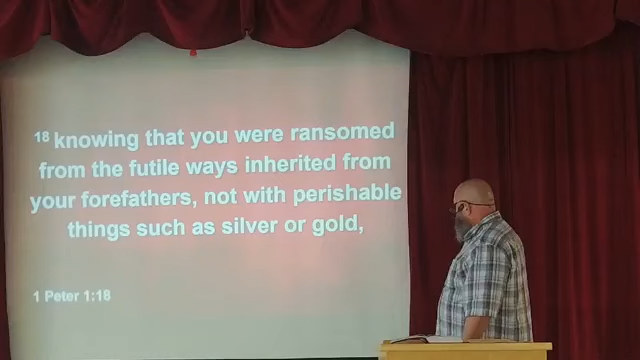 18 knowing that you were ransomed
from the futile ways inherited from
your forefathers, not with perishable
things such as silver or gold,
1 Peter 1:18